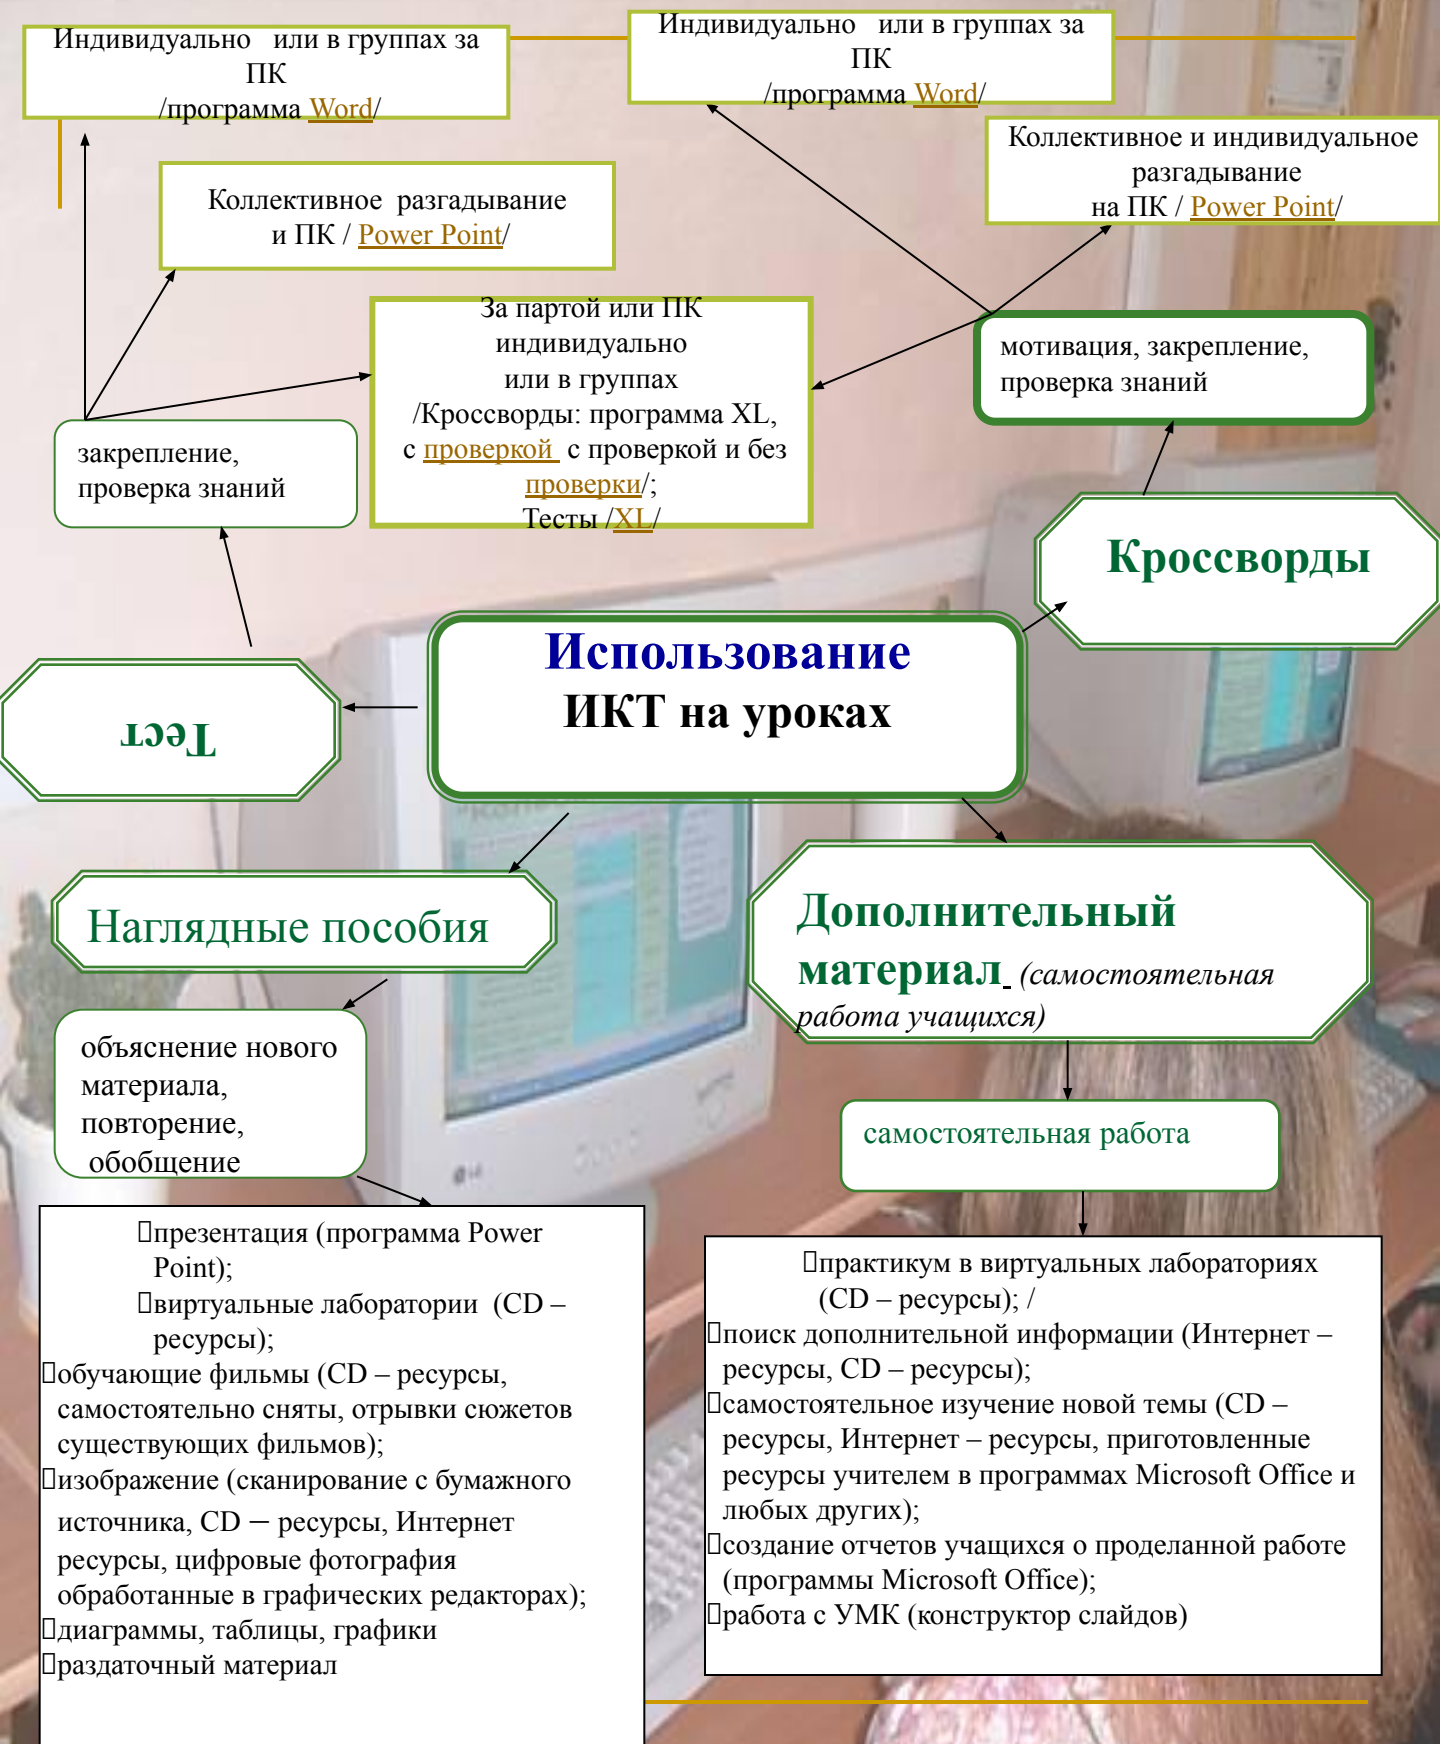 Индивидуально или в группах за
ПК
/программа Word/
Индивидуально или в группах за
ПК
/программа Word/
Коллективное и индивидуальное
разгадывание
на ПК / Power Point/
Коллективное разгадывание
и ПК / Power Point/
За партой или ПК
индивидуально
или в группах
/Кроссворды: программа XL,
с проверкой с проверкой и без
проверки/;
Тесты /XL/
мотивация, закрепление,
проверка знаний
закрепление,
проверка знаний
Кроссворды
Использование
ИКТ на уроках
Тест
Наглядные пособия
Дополнительный
материал (самостоятельная
работа учащихся)
объяснение нового
материала,
повторение,
обобщение
самостоятельная работа
презентация (программа Power
Point);
виртуальные лаборатории (CD –
ресурсы);
обучающие фильмы (CD – ресурсы,
самостоятельно сняты, отрывки сюжетов
существующих фильмов);
изображение (сканирование с бумажного
источника, CD – ресурсы, Интернет
ресурсы, цифровые фотография
обработанные в графических редакторах);
диаграммы, таблицы, графики
раздаточный материал
практикум в виртуальных лабораториях
(CD – ресурсы); /
поиск дополнительной информации (Интернет –
ресурсы, CD – ресурсы);
самостоятельное изучение новой темы (CD –
ресурсы, Интернет – ресурсы, приготовленные
ресурсы учителем в программах Microsoft Office и
любых других);
создание отчетов учащихся о проделанной работе
(программы Microsoft Office);
работа с УМК (конструктор слайдов)